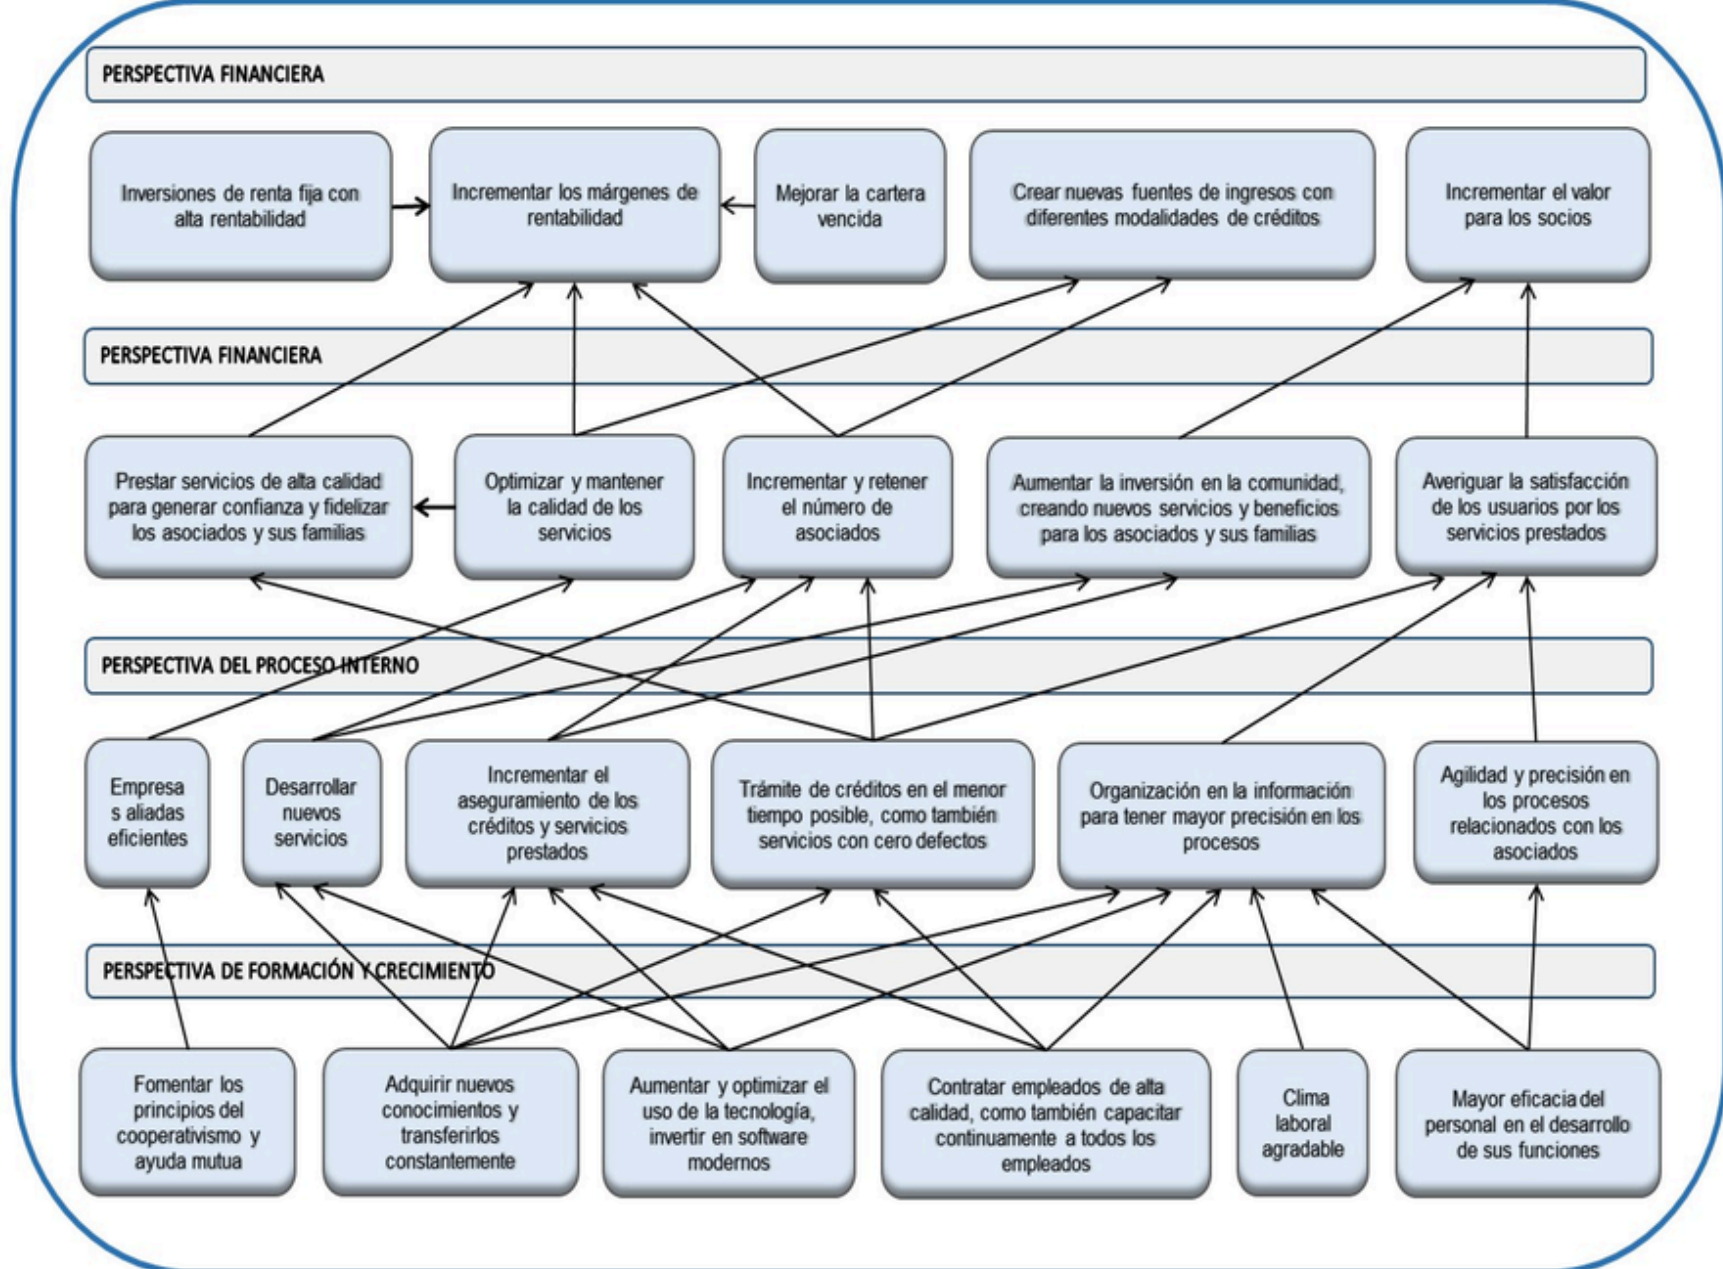 PERSPECTIVA FINANCIERA
Inversiones de renta fija con
alta rentabilidad
Incrementar los márgenes de
rentabilidad
Mejorar la cartera
vencida
Crear nuevas fuentes de ingresos con
diferentes modalidades de créditos
Incrementar el valor
para los socios
PERSPECTIVA FINANCIERA
Prestar servicios de alta calidad
para generar confianza y fidelizar
los asociados y sus familias
Optimizar y mantener
la calidad de los
servicios
Incrementar y retener
el número de
asociados
Aumentar la inversión en la comunidad,
creando nuevos servicios y beneficios
para los asociados y sus familias
Averiguar la satisfacción
de los usuarios por los
servicios prestados
PERSPECTIVA DEL PROCESO INTERNO
Empresa
s aliadas
eficientes
Desarrollar
nuevos
servicios
Incrementar el
aseguramiento de los
créditos y servicios
prestados
Trámite de créditos en el menor
tiempo posible, como también
servicios con cero defectos
Organización en la información
para tener mayor precisión en los
procesos
Agilidad y precisión en
los procesos
relacionados con los
asociados
PERSPECTIVA DE FORMACIÓN Y CRECIMIENTO
Fomentar los
principios del
cooperativismo y
ayuda mutua
Adquirir nuevos
conocimientos y
transferirlos
constantemente
Aumentar y optimizar el
uso de la tecnología,
invertir en software
modernos
Contratar empleados de alta
calidad, como también capacitar
continuamente a todos los
empleados
Clima
laboral
agradable
Mayor eficacia del
personal en el desarrollo
de sus funciones